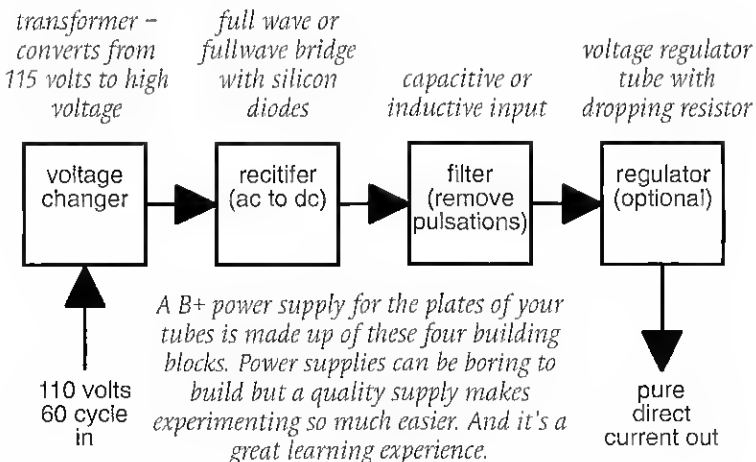 transformer –
converts from
115 volts to high
voltage
full wave or
fullwave bridge
with silicon
diodes
capacitive or
inductive input
voltage regulator
tube with
dropping resistor
voltage
changer
recitifer
(ac to dc)
filter
(remove
pulsations)
regulator
(optional)
110 volts
60 cycle
in
A B+ power supply for the plates of your
tubes is made up of these four building
blocks. Power supplies can be boring to
build but a quality supply makes
experimenting so much easier. And it's a
great learning experience.
pure
direct
current out